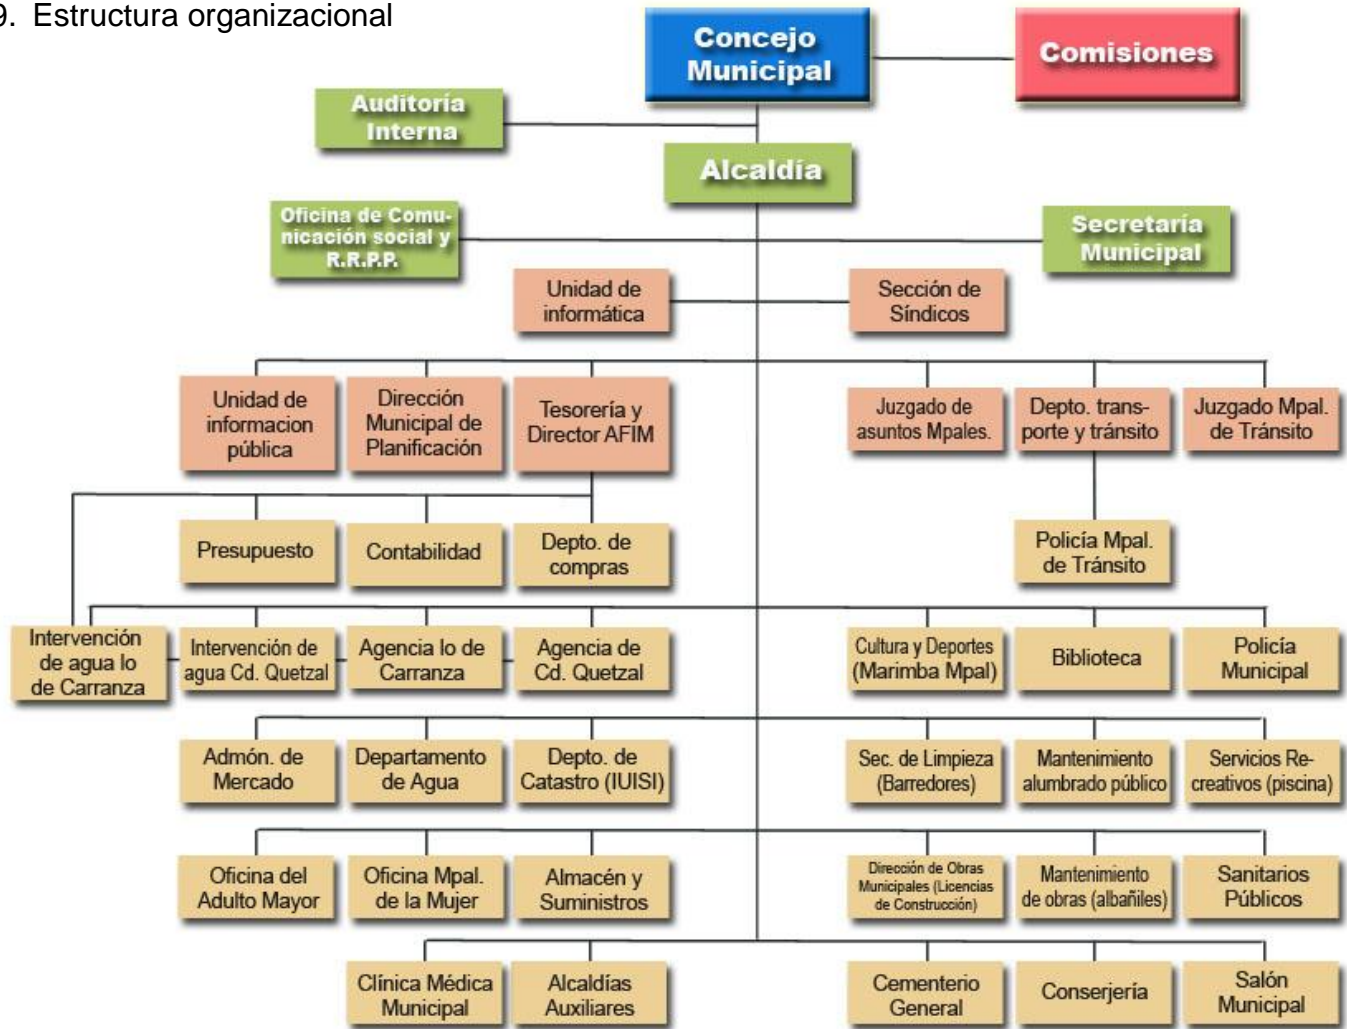 9. Estructura organizacional
Concejo
Municipal
Comisiones
Auditoría
Interna
Alcaldía
Oficina de Comu-
nicación social y
R.R.P.P.
Secretaría
Municipal
Unidad de
informática
Sección de
Síndicos
Unidad de
informacion
pública
Dirección
Municipal de
Planificación
Tesorería y
Director AFIM
Juzgado de
asuntos Mpales.
Depto. trans-
porte y tránsito
Juzgado Mpal.
de Tránsito
Presupuesto
Contabilidad
Depto. de
compras
Policía Mpal.
de Tránsito
Intervención
de agua lo
de Carranza
Intervención de
agua Cd. Quetzal
Agencia lo de
Carranza
Agencia de
Cd. Quetzal
Cultura y Deportes
(Marimba Mpal)
Biblioteca
Policía
Municipal
Admón. de
Mercado
Departamento
de Agua
Depto. de
Catastro (IUISI)
Sec. de Limpieza
(Barredores)
Mantenimiento
alumbrado público
Servicios Re-
creativos (piscina)
Oficina del
Adulto Mayor
Oficina Mpal.
de la Mujer
Almacén y
Suministros
Dirección de Obras
Municipales (Licencias
de Construcción)
Mantenimiento
de obras (albañiles)
Sanitarios
Públicos
Clínica Médica
Municipal
Alcaldías
Auxiliares
Cementerio
General
Conserjería
Salón
Municipal